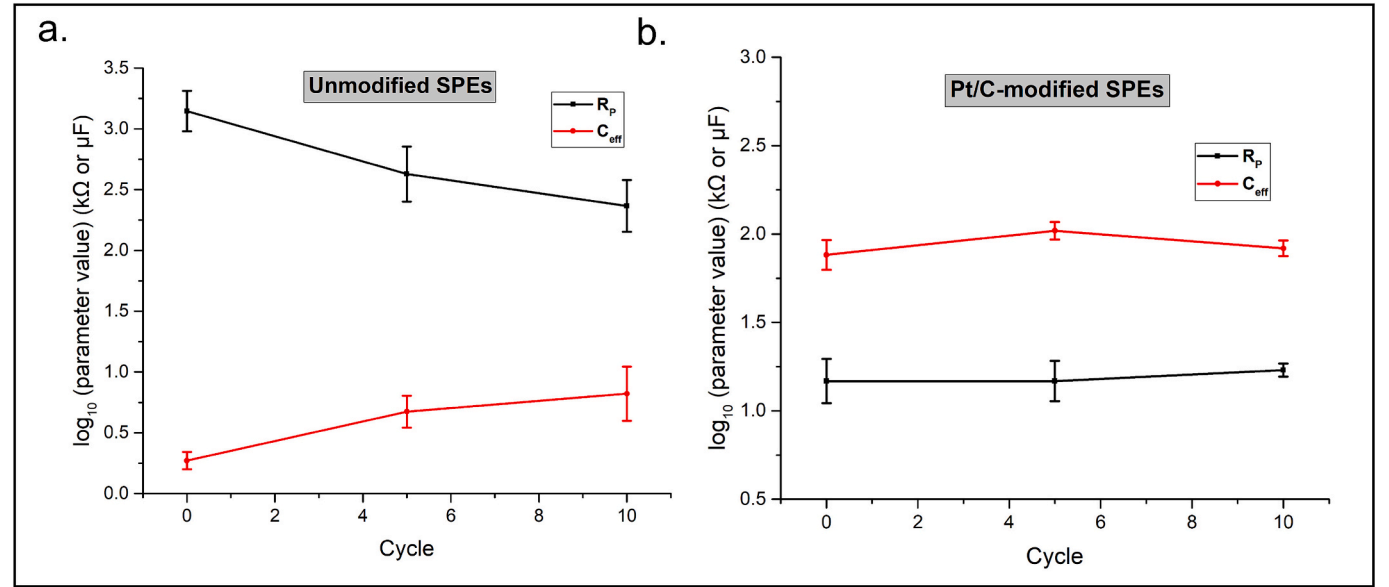 a.
Unmodified SPEs
R_P
C_eff
3.5
3.0
2.5
2.0
1.5
1.0
0.5
0.0
log₁₀ (parameter value) (kΩ or µF)
0
2
4
6
8
10
Cycle
b.
Pt/C-modified SPEs
R_P
C_eff
3.0
2.5
2.0
1.5
1.0
0.5
log₁₀ (parameter value) (kΩ or µF)
0
2
4
6
8
10
Cycle